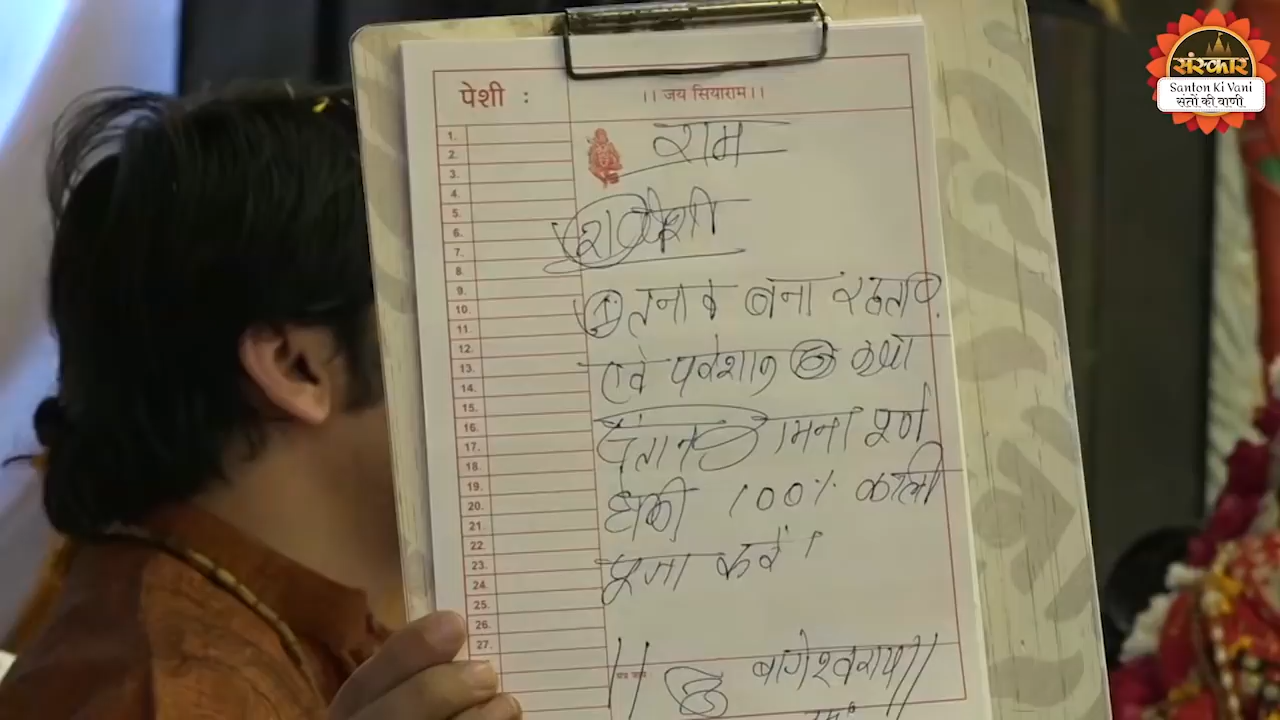 संस्कार
Santon Ki Vani
संतों की वाणी
पेशी :
।। जय सियाराम।।
1.
2.
3.
4.
5.
6.
7.
8.
9.
10.
11.
12.
13.
14.
15.
16.
17.
18.
19.
20.
21.
22.
23.
24.
25.
26.
27.
राम
पेशी
① तनाव बना रहता
एवं परेशान
संतान मना पूर्ण
होगी 100% काली
पूजा करें ।
।। बागेश्वराय ।।